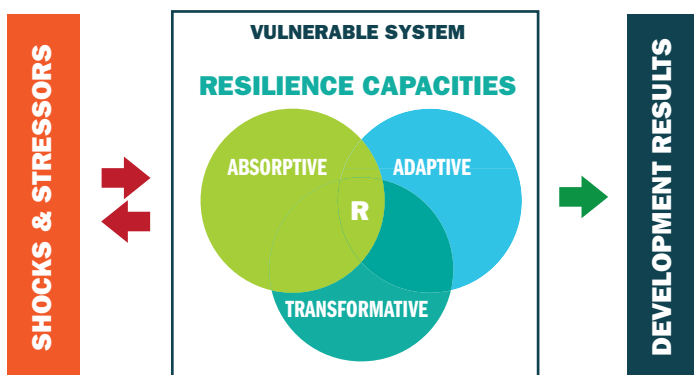 SHOCKS & STRESSORS
VULNERABLE SYSTEM
RESILIENCE CAPACITIES
ABSORPTIVE
ADAPTIVE
R
TRANSFORMATIVE
DEVELOPMENT RESULTS